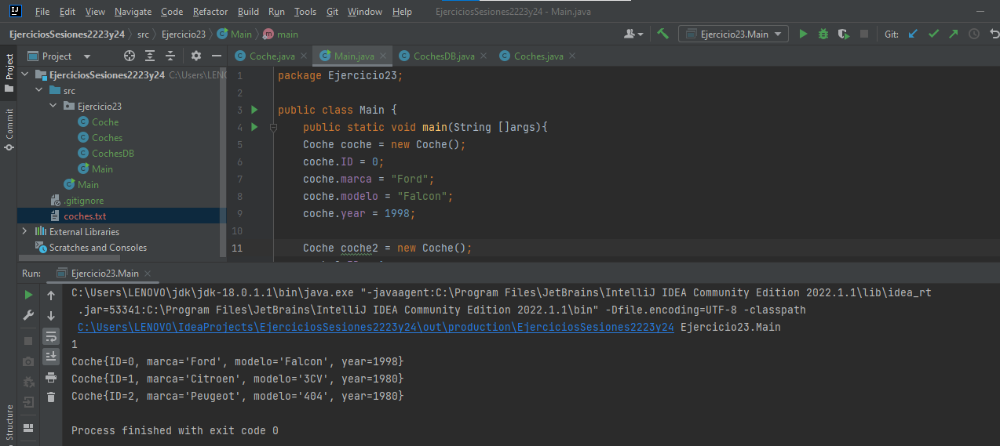 File Edit View Navigate Code Refactor Build Run Tools Git Window Help EjerciciosSesiones2223y24 - Main.java
EjerciciosSesiones2223y24 src Ejercicio23 Main main Ejercicio23.Main Git:
Project
Commit
Structure
Project
EjerciciosSesiones2223y24 C:\Users\LENO
src
Ejercicio23
Coche
Coches
CochesDB
Main
Main
.gitignore
coches.txt
External Libraries
Scratches and Consoles
Coche.java Main.java CochesDB.java Coches.java
1 package Ejercicio23;
2
3 public class Main {
4 public static void main(String []args){
5 Coche coche = new Coche();
6 coche.ID = 0;
7 coche.marca = "Ford";
8 coche.modelo = "Falcon";
9 coche.year = 1998;
10
11 Coche coche2 = new Coche();
Run: Ejercicio23.Main
C:\Users\LENOVO\jdk\jdk-18.0.1.1\bin\java.exe "-javaagent:C:\Program Files\JetBrains\IntelliJ IDEA Community Edition 2022.1.1\lib\idea_rt
.jar=53341:C:\Program Files\JetBrains\IntelliJ IDEA Community Edition 2022.1.1\bin" -Dfile.encoding=UTF-8 -classpath
C:\Users\LENOVO\IdeaProjects\EjerciciosSesiones2223y24\out\production\EjerciciosSesiones2223y24 Ejercicio23.Main
1
Coche{ID=0, marca='Ford', modelo='Falcon', year=1998}
Coche{ID=1, marca='Citroen', modelo='3CV', year=1980}
Coche{ID=2, marca='Peugeot', modelo='404', year=1980}
Process finished with exit code 0